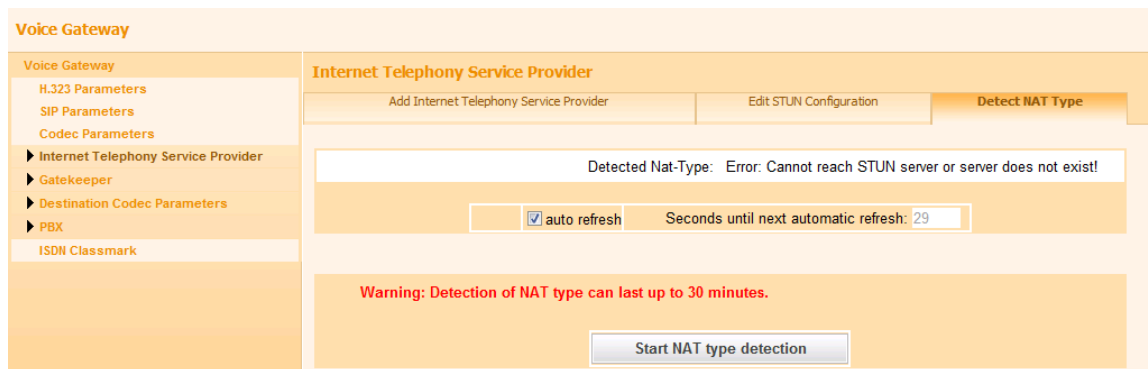 Voice Gateway
Voice Gateway
H.323 Parameters
SIP Parameters
Codec Parameters
Internet Telephony Service Provider
Gatekeeper
Destination Codec Parameters
PBX
ISDN Classmark
Internet Telephony Service Provider
Add Internet Telephony Service Provider
Edit STUN Configuration
Detect NAT Type
Detected Nat-Type: Error: Cannot reach STUN server or server does not exist!
auto refresh
Seconds until next automatic refresh: 29
Warning: Detection of NAT type can last up to 30 minutes.
Start NAT type detection